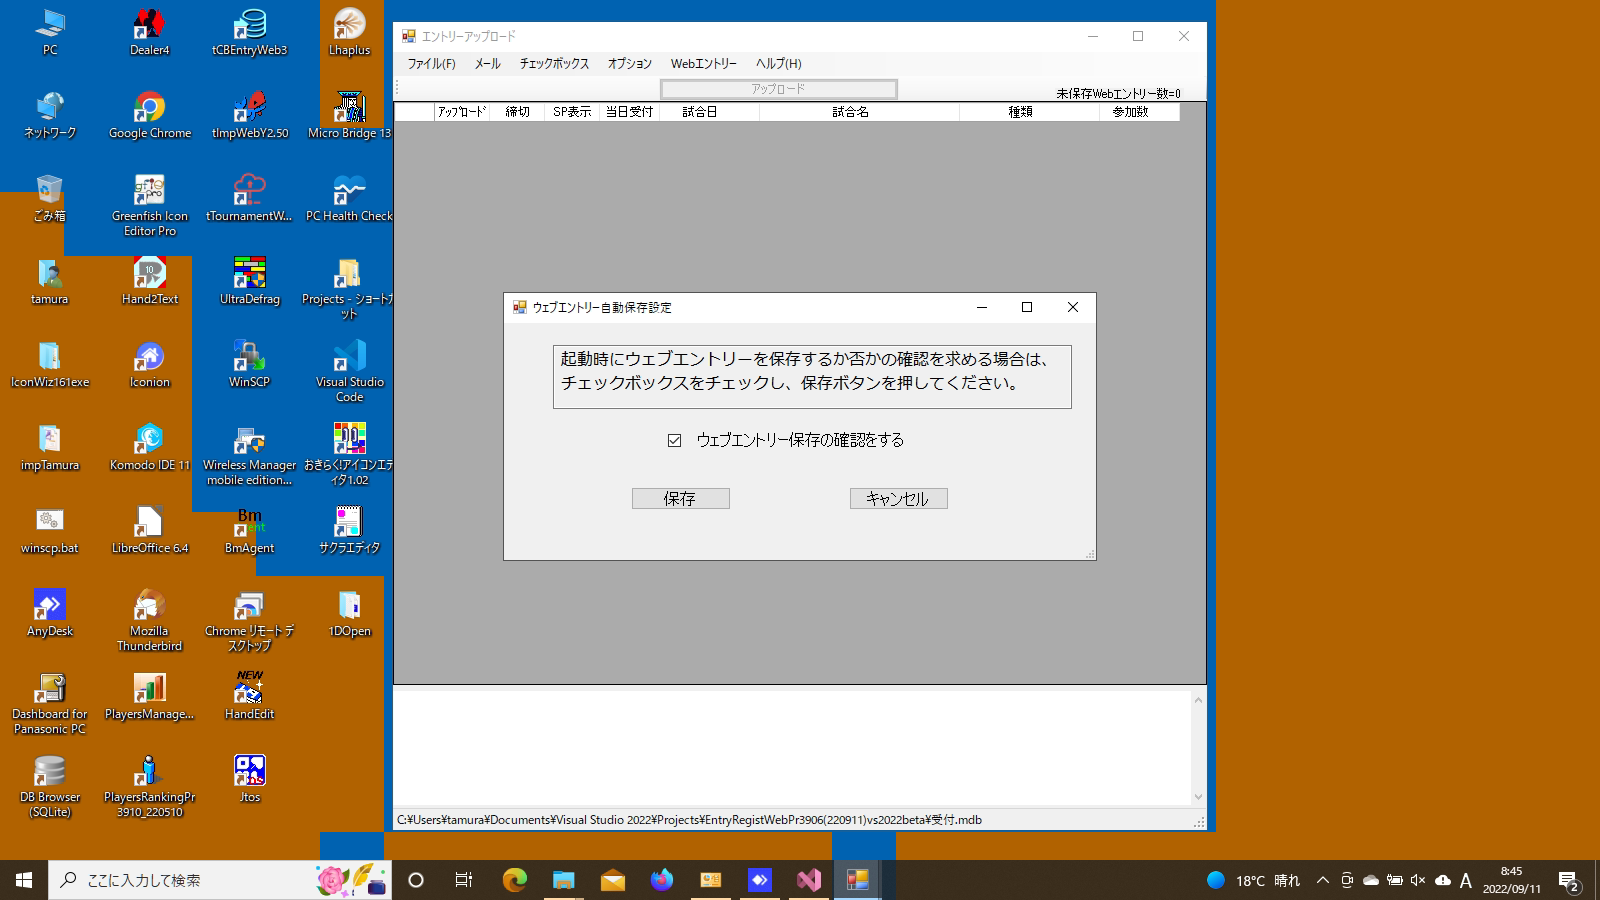 PC
Dealer4
tCBEntryWeb3
Lhaplus
ネットワーク
Google Chrome
tImpWebY2.50
Micro Bridge 13
ごみ箱
Greenfish Icon
Editor Pro
tTournamentW...
PC Health Check
tamura
Hand2Text
UltraDefrag
Projects - ショートカ
ット
IconWiz161exe
Iconion
WinSCP
Visual Studio
Code
impTamura
Komodo IDE 11
Wireless Manager
mobile edition...
おきらく!アイコンエデ
ィタ1.02
winscp.bat
LibreOffice 6.4
BmAgent
サクラエディタ
AnyDesk
Mozilla
Thunderbird
Chrome リモート デ
スクトップ
1DOpen
Dashboard for
Panasonic PC
PlayersManage...
NEW
HandEdit
DB Browser
(SQLite)
PlayersRankingPr
3910_220510
Jtos
エントリーアップロード
ファイル(F) メール チェックボックス オプション Webエントリー ヘルプ(H)
アップロード
未保存Webエントリー数=0
アップロード 締切 SP表示 当日受付 試合日 試合名 種類 参加数
ウェブエントリー自動保存設定
起動時にウェブエントリーを保存するか否かの確認を求める場合は、
チェックボックスをチェックし、保存ボタンを押してください。
ウェブエントリー保存の確認をする
保存 キャンセル
C:¥Users¥tamura¥Documents¥Visual Studio 2022¥Projects¥EntryRegistWebPr3906(220911)vs2022beta¥受付.mdb
ここに入力して検索
18°C 晴れ
A
8:45
2022/09/11
2